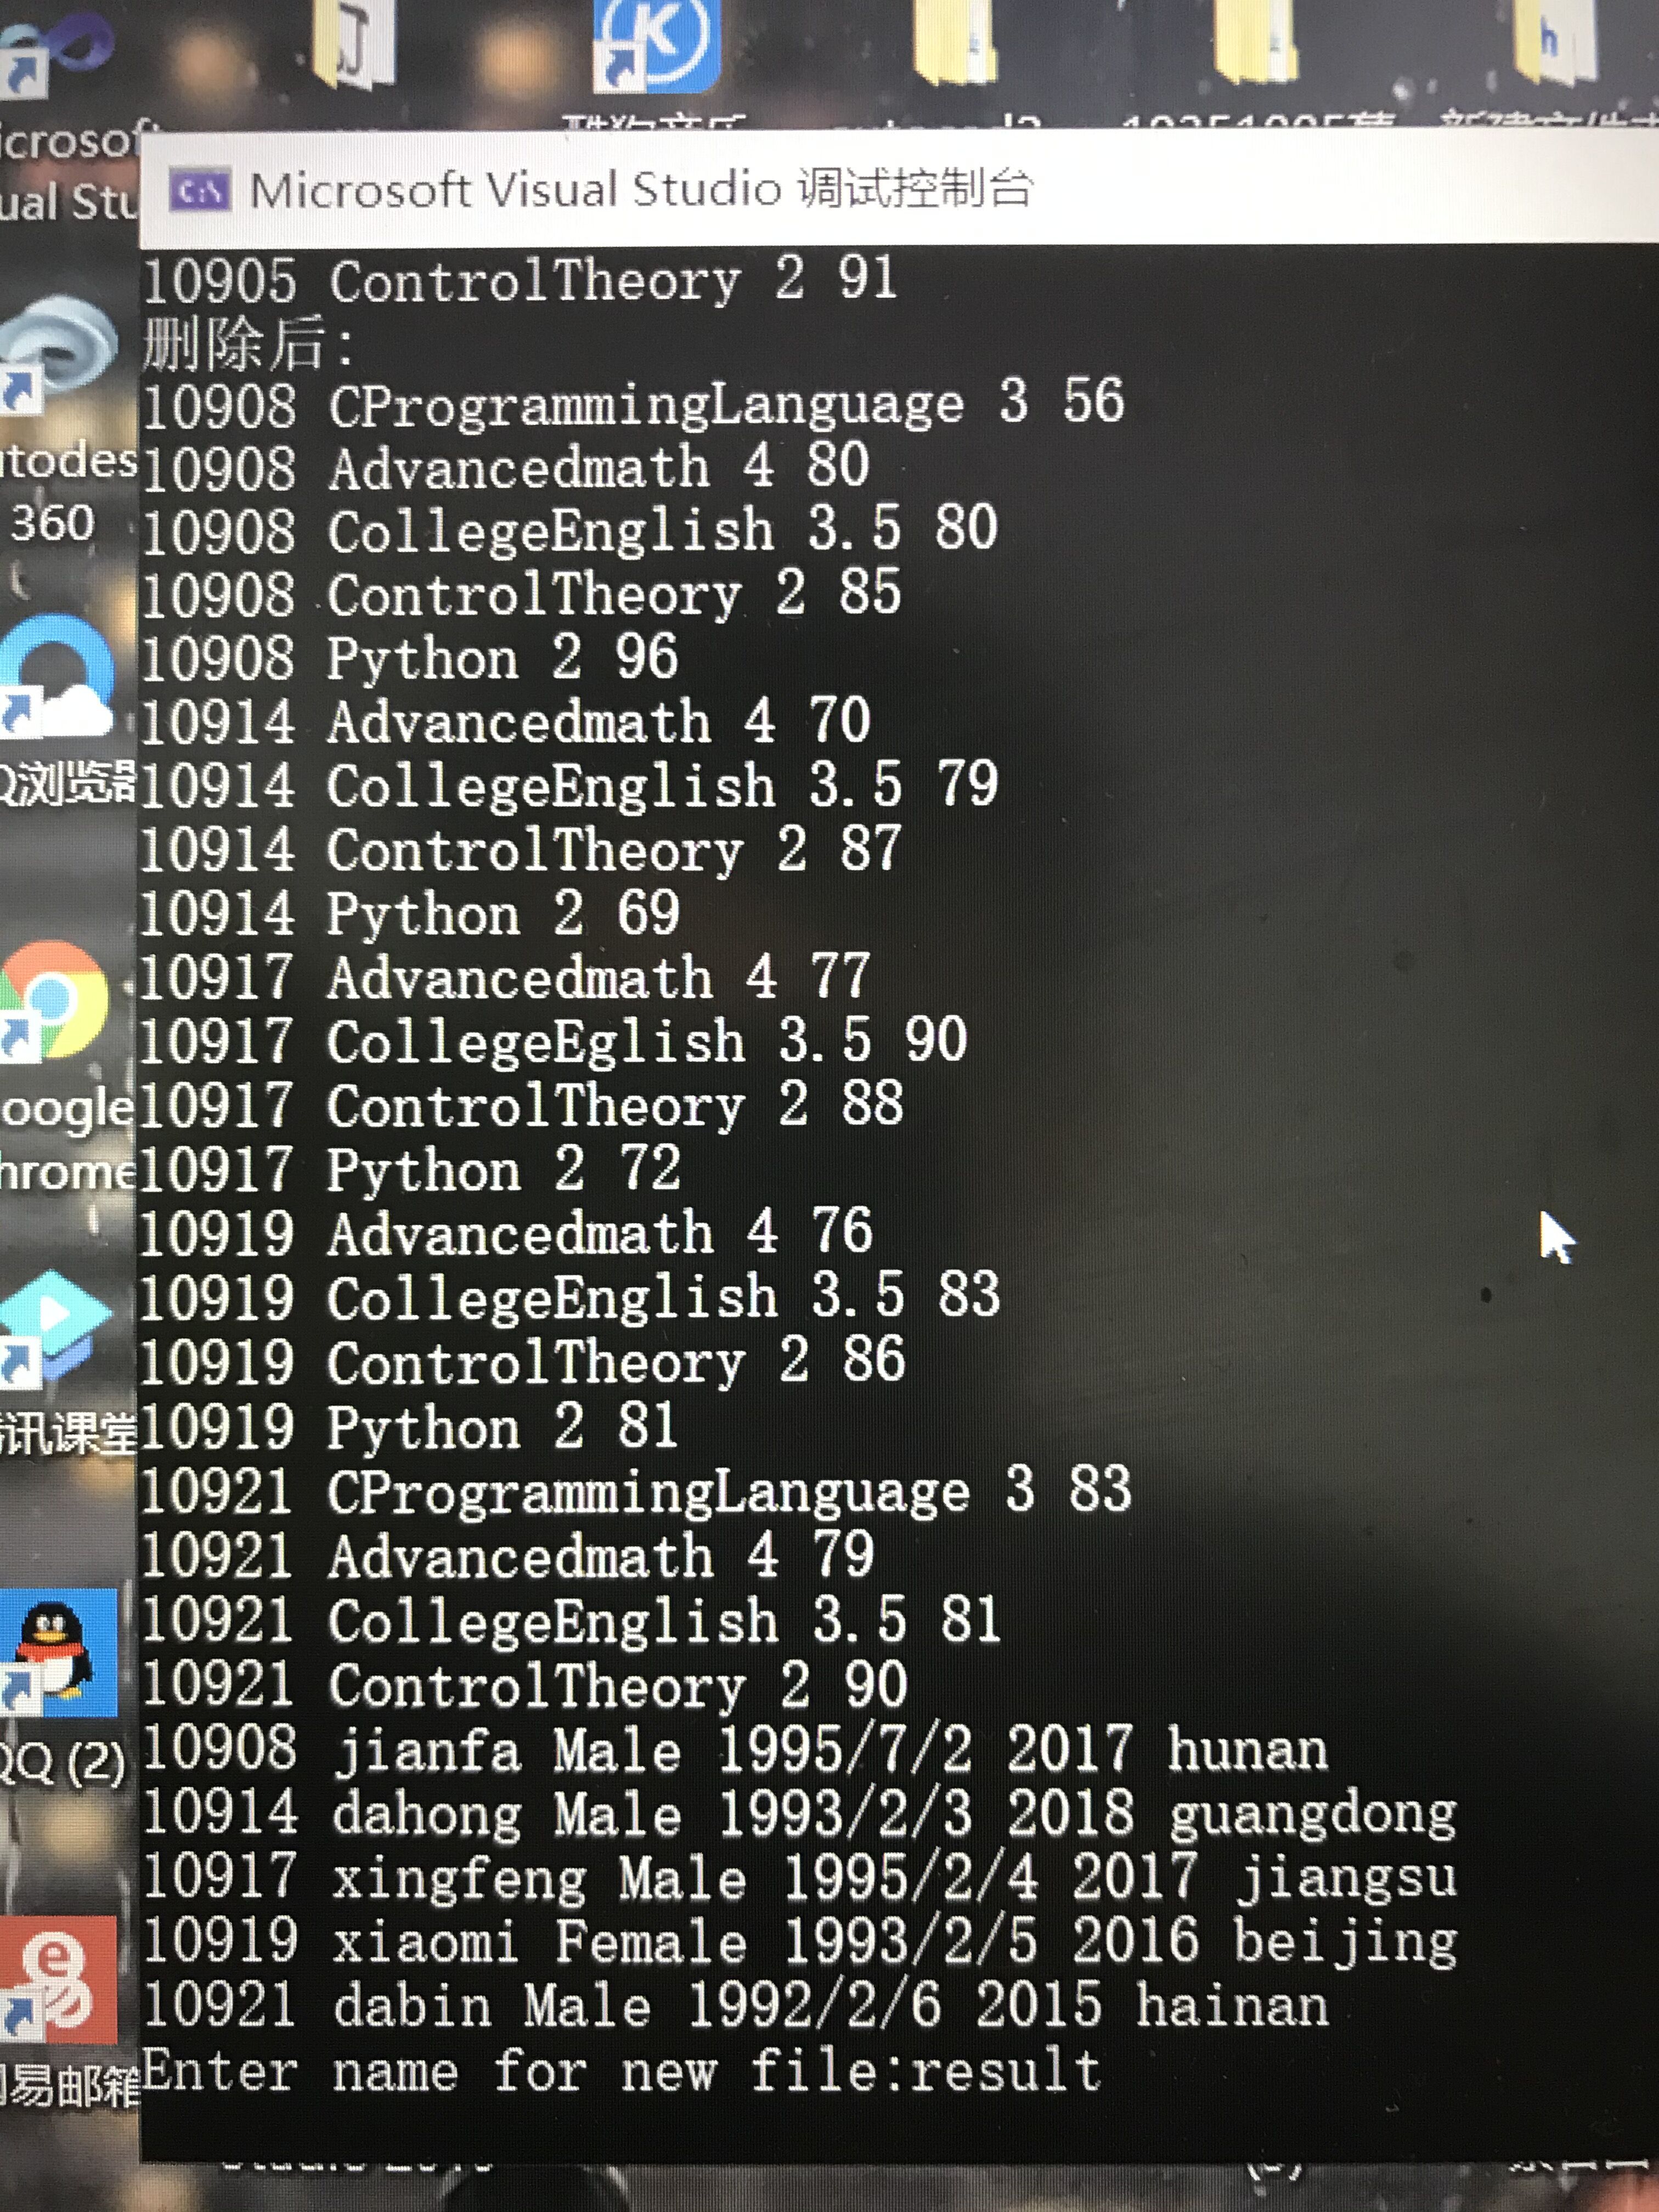 Microsoft Visual Studio 调试控制台
10905 ControlTheory 2 91
删除后:
10908 CProgrammingLanguage 3 56
10908 Advancedmath 4 80
10908 CollegeEnglish 3.5 80
10908 ControlTheory 2 85
10908 Python 2 96
10914 Advancedmath 4 70
10914 CollegeEnglish 3.5 79
10914 ControlTheory 2 87
10914 Python 2 69
10917 Advancedmath 4 77
10917 CollegeEglish 3.5 90
10917 ControlTheory 2 88
10917 Python 2 72
10919 Advancedmath 4 76
10919 CollegeEnglish 3.5 83
10919 ControlTheory 2 86
10919 Python 2 81
10921 CProgrammingLanguage 3 83
10921 Advancedmath 4 79
10921 CollegeEnglish 3.5 81
10921 ControlTheory 2 90
10908 jianfa Male 1995/7/2 2017 hunan
10914 dahong Male 1993/2/3 2018 guangdong
10917 xingfeng Male 1995/2/4 2017 jiangsu
10919 xiaomi Female 1993/2/5 2016 beijing
10921 dabin Male 1992/2/6 2015 hainan
Enter name for new file:result
icrosof
ual Stu
utodes
360
Q浏览器
oogle
hrome
讯课堂
QQ (2)
易邮箱